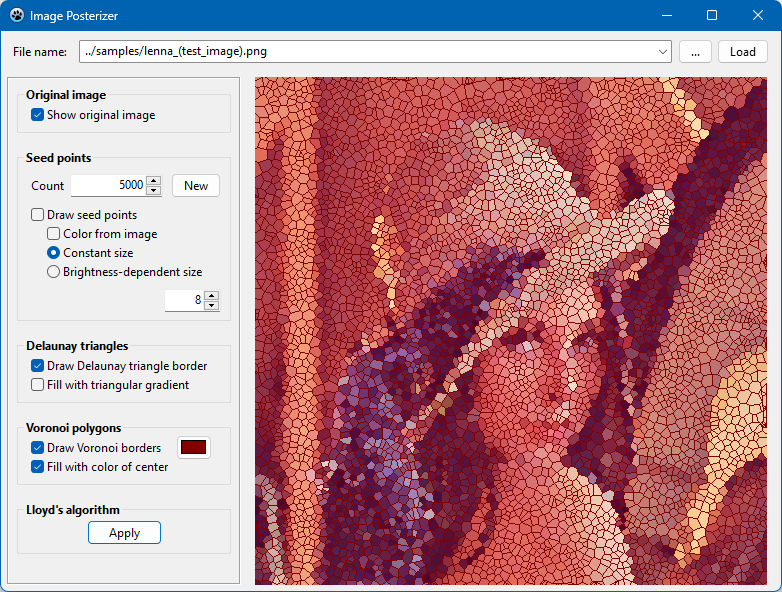 Image Posterizer
File name: ../samples/lenna_(test_image).png ... Load
Original image
Show original image
Seed points
Count 5000 New
Draw seed points
Color from image
Constant size
Brightness-dependent size
8
Delaunay triangles
Draw Delaunay triangle border
Fill with triangular gradient
Voronoi polygons
Draw Voronoi borders
Fill with color of center
Lloyd's algorithm
Apply